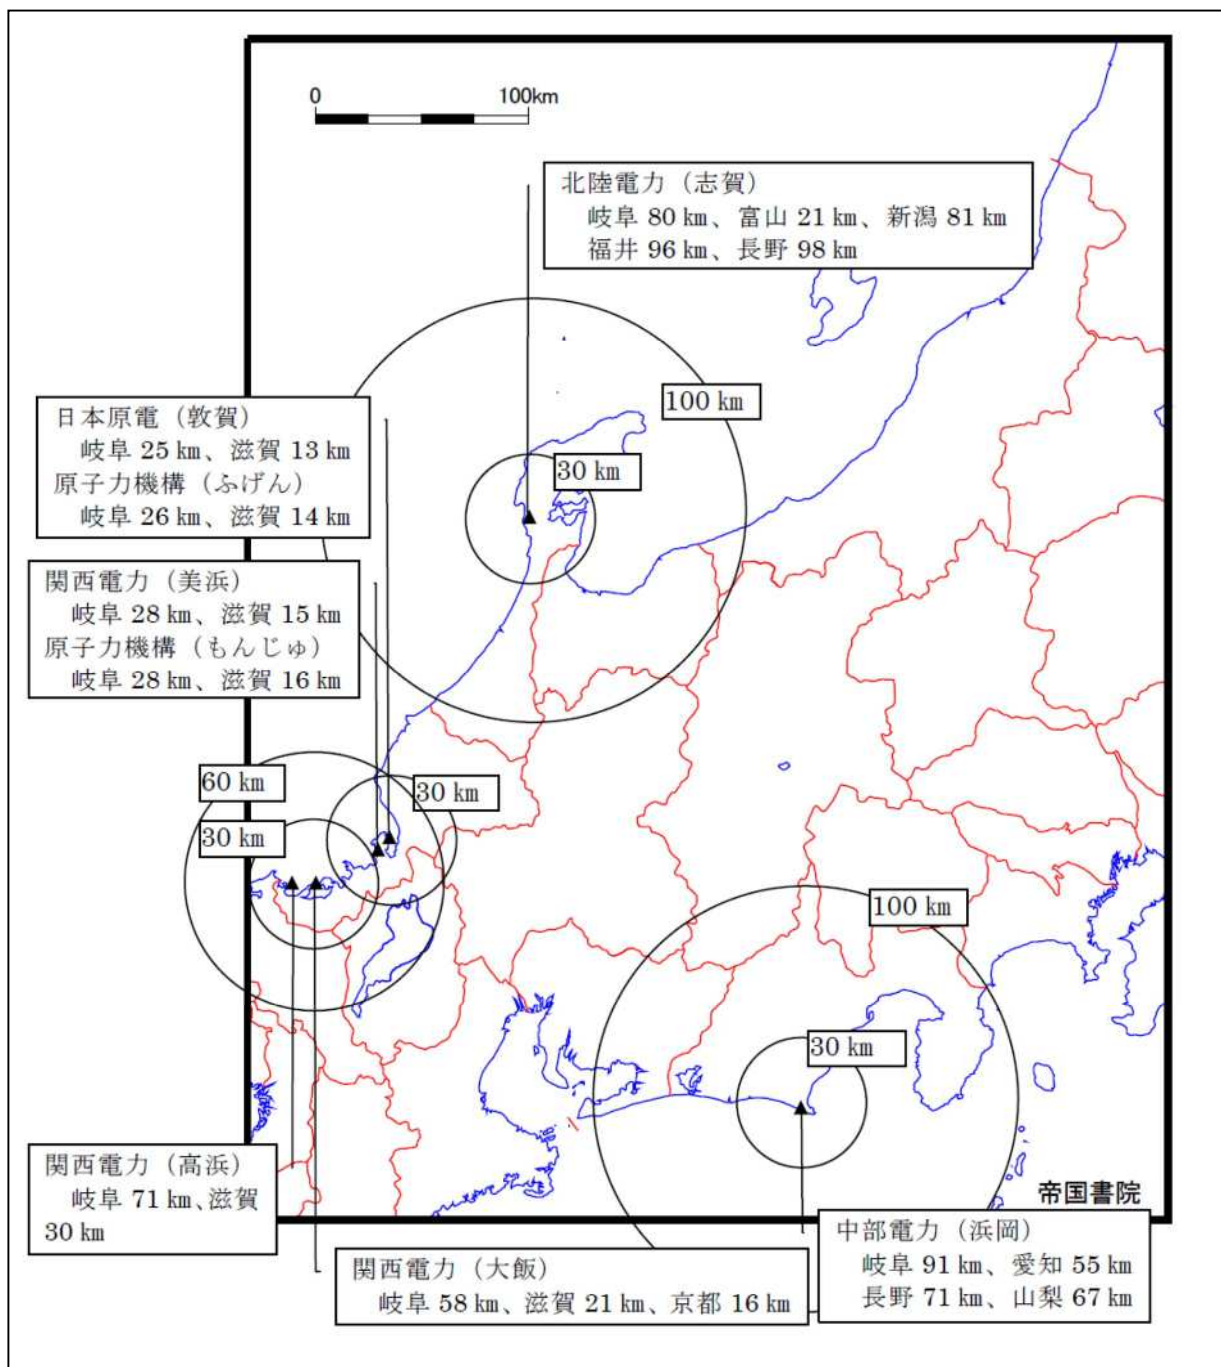 0 100km
北陸電力（志賀）
岐阜 80 km、富山 21 km、新潟 81 km
福井 96 km、長野 98 km
100 km
30 km
日本原電（敦賀）
岐阜 25 km、滋賀 13 km
原子力機構（ふげん）
岐阜 26 km、滋賀 14 km
関西電力（美浜）
岐阜 28 km、滋賀 15 km
原子力機構（もんじゅ）
岐阜 28 km、滋賀 16 km
60 km
30 km
30 km
100 km
30 km
関西電力（高浜）
岐阜 71 km、滋賀
30 km
関西電力（大飯）
岐阜 58 km、滋賀 21 km、京都 16 km
帝国書院
中部電力（浜岡）
岐阜 91 km、愛知 55 km
長野 71 km、山梨 67 km